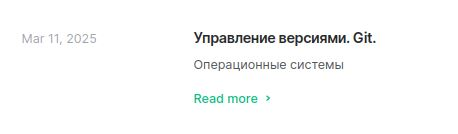 Mar 11, 2025
Управление версиями. Git.
Операционные системы
Read more ›